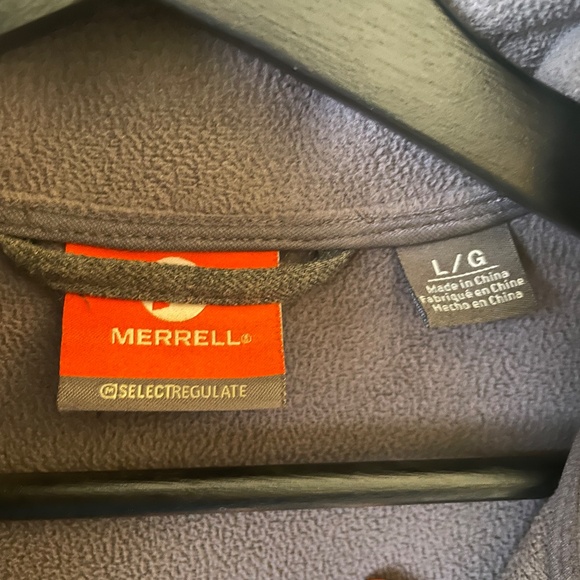 MERRELL®
SELECTREGULATE
L/G
Made in China
Fabriqué en Chine
Hecho en China